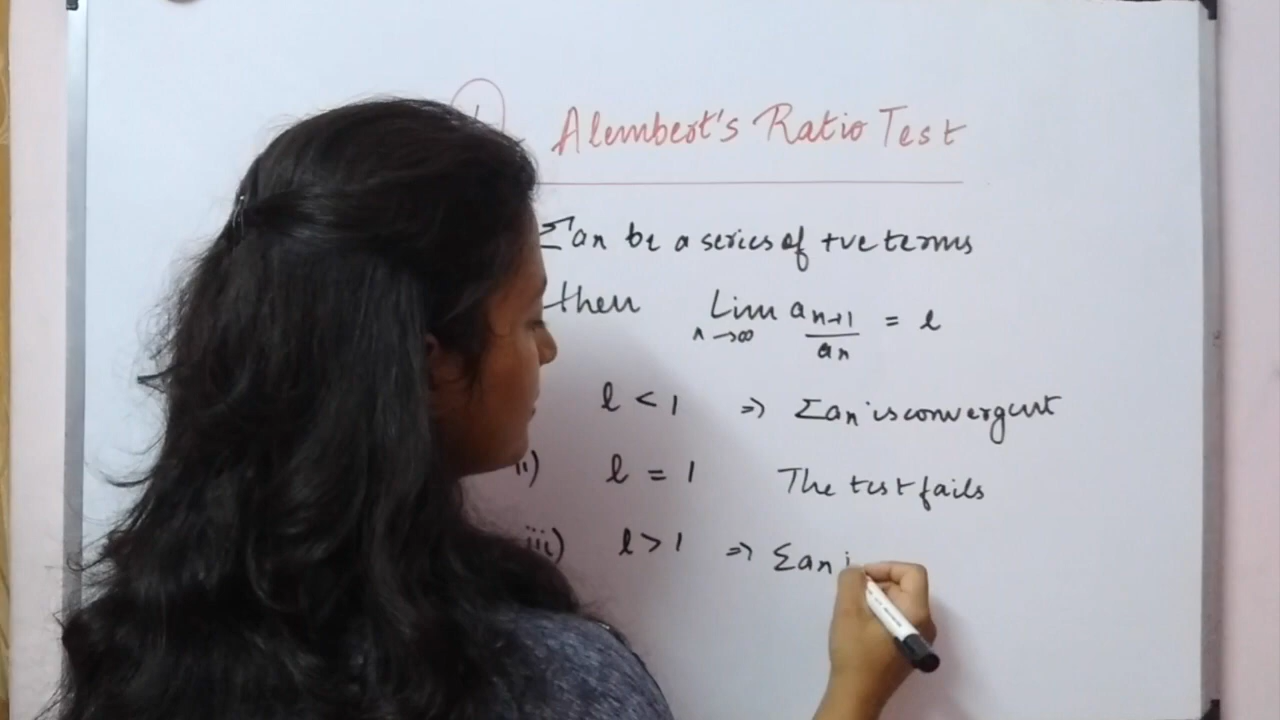 Alembert's Ratio Test
Σan be a series of +ve terms
then Lim n→∞ an+1/an = l
l < 1 ⇒ Σan is convergent
ii) l = 1 The test fails
iii) l > 1 ⇒ Σan i